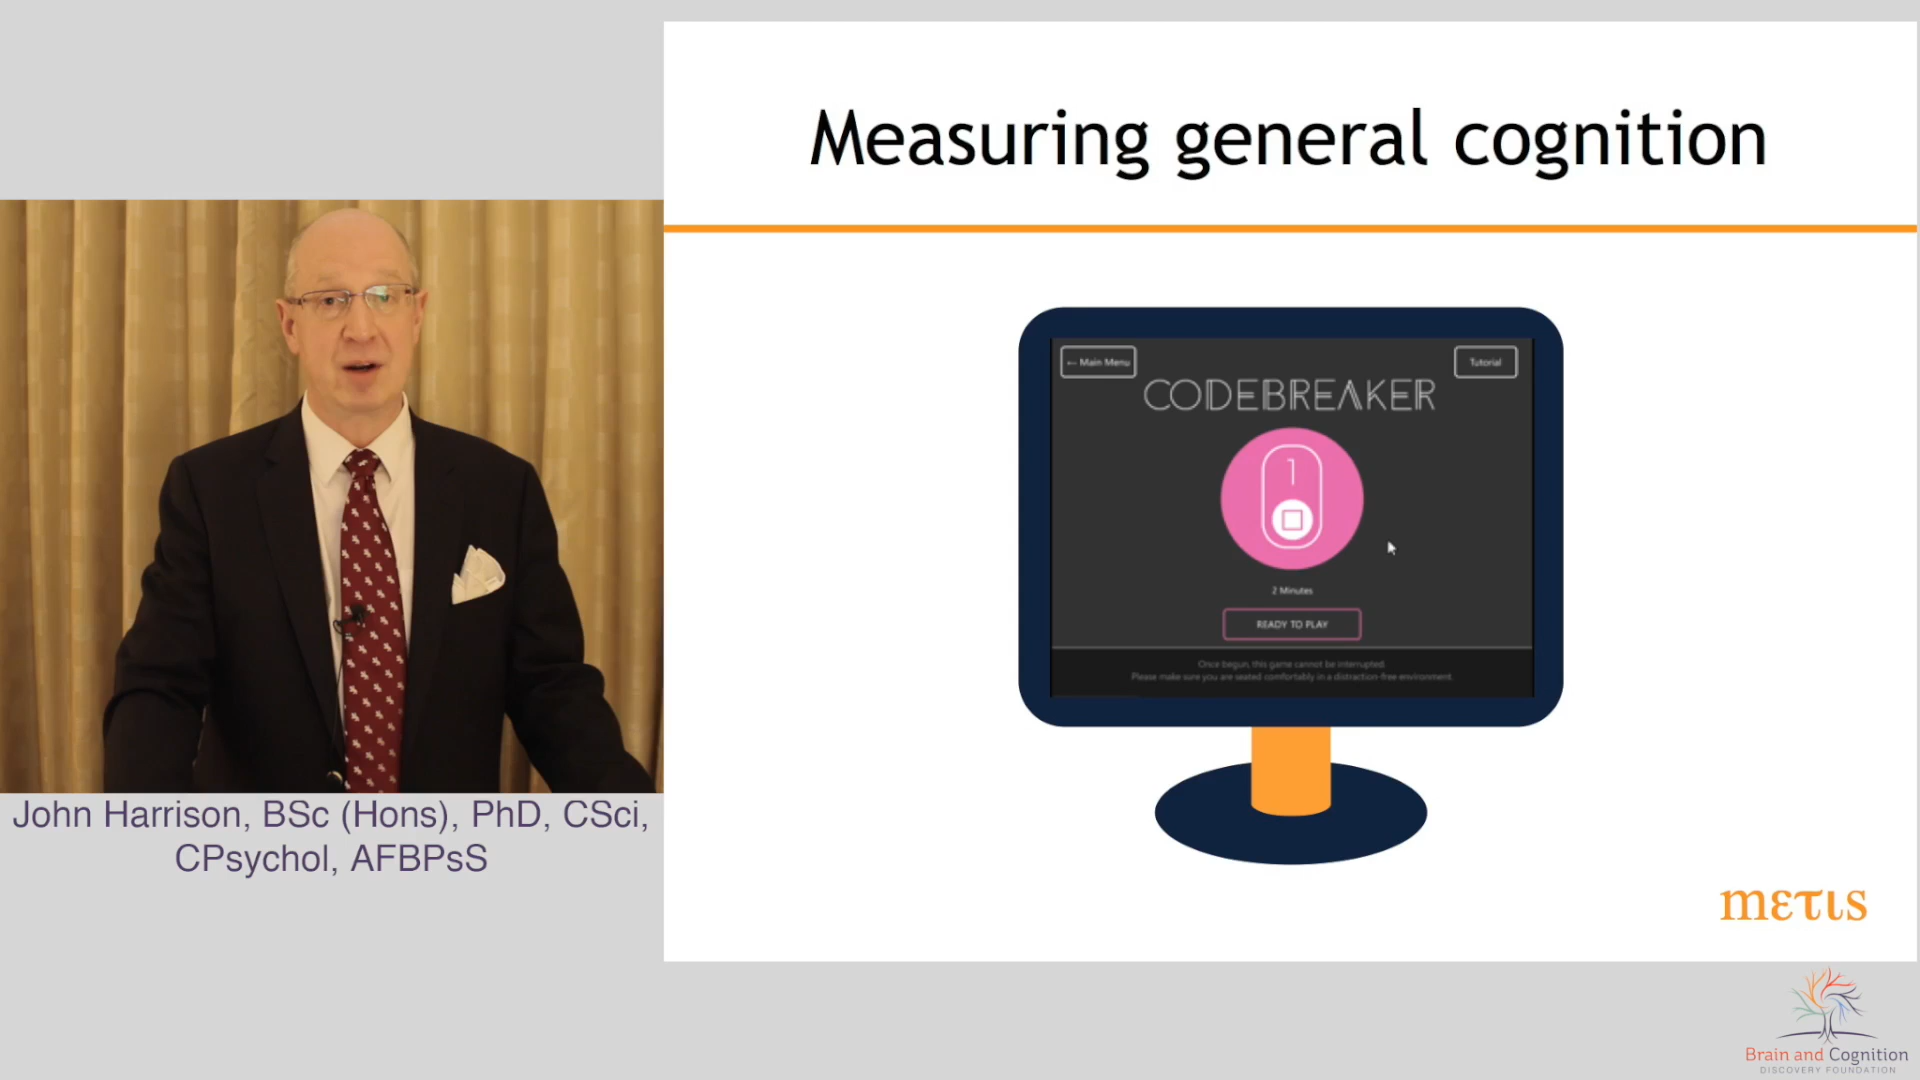 Measuring general cognition
← Main Menu
Tutorial
CODEBREAKER
1
2 Minutes
READY TO PLAY
Once begun, this game cannot be interrupted.
Please make sure you are seated comfortably in a distraction-free environment.
John Harrison, BSc (Hons), PhD, CSci,
CPsychol, AFBPsS
mετιs
Brain and Cognition
DISCOVERY FOUNDATION